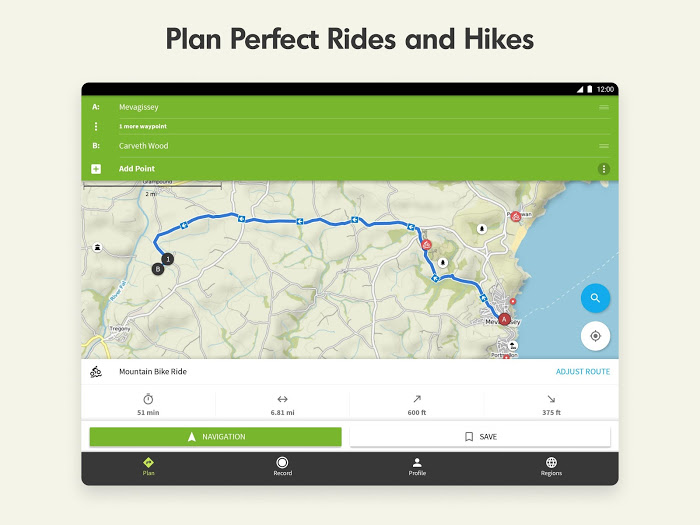 Plan Perfect Rides and Hikes
12:00
A: Mevagissey
1 more waypoint
B: Carveth Wood
Add Point
Grampound
2 mi
1
B
River Fal
Tregony
A
Mevagissey
Mountain Bike Ride
ADJUST ROUTE
51 min
6.81 mi
600 ft
375 ft
NAVIGATION
SAVE
Plan
Record
Profile
Regions